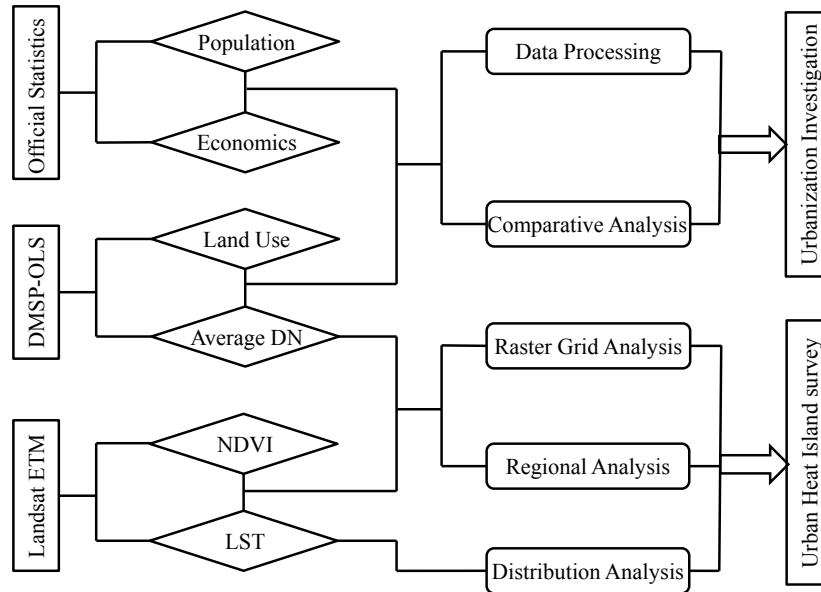 Official Statistics
Population
Economics
DMSP-OLS
Land Use
Average DN
Landsat ETM
NDVI
LST
Data Processing
Comparative Analysis
Raster Grid Analysis
Regional Analysis
Distribution Analysis
Urbanization Investigation
Urban Heat Island survey